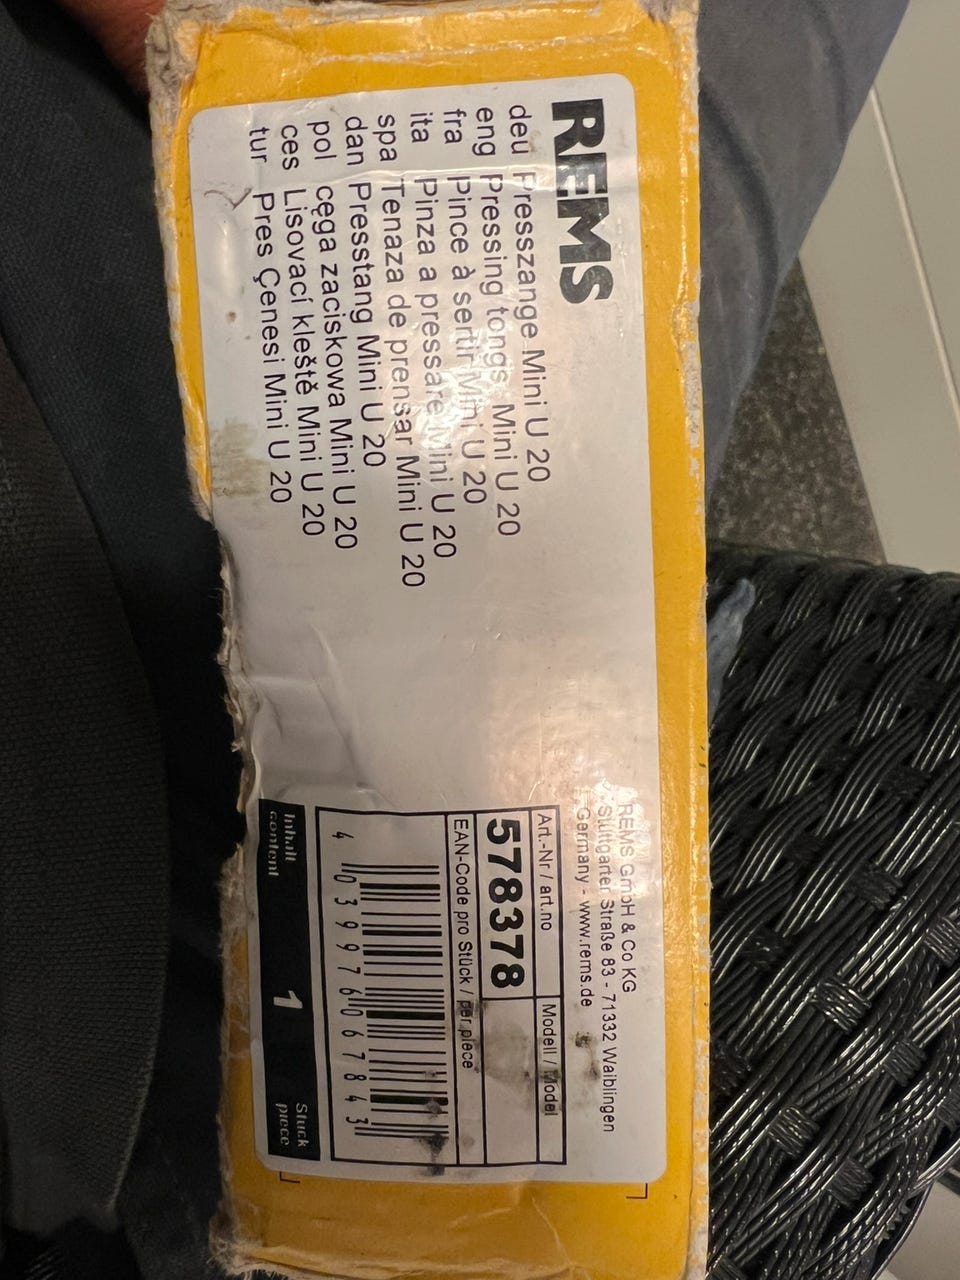 REMS
deu Presszange Mini U 20
eng Pressing tongs Mini U 20
fra Pince à sertir Mini U 20
ita Pinza a pressare Mini U 20
spa Tenaza de prensar Mini U 20
dan Presstang Mini U 20
pol cęga zaciskowa Mini U 20
ces Lisovací kleště Mini U 20
tur Pres Çenesi Mini U 20
REMS GmbH & Co KG
Stuttgarter Straße 83 - 71332 Waiblingen
Germany - www.rems.de
Art.-Nr / art.no
Modell / Model
578378
EAN-Code pro Stück / per piece
4 039976 067843
Inhalt
content
1
Stück
piece